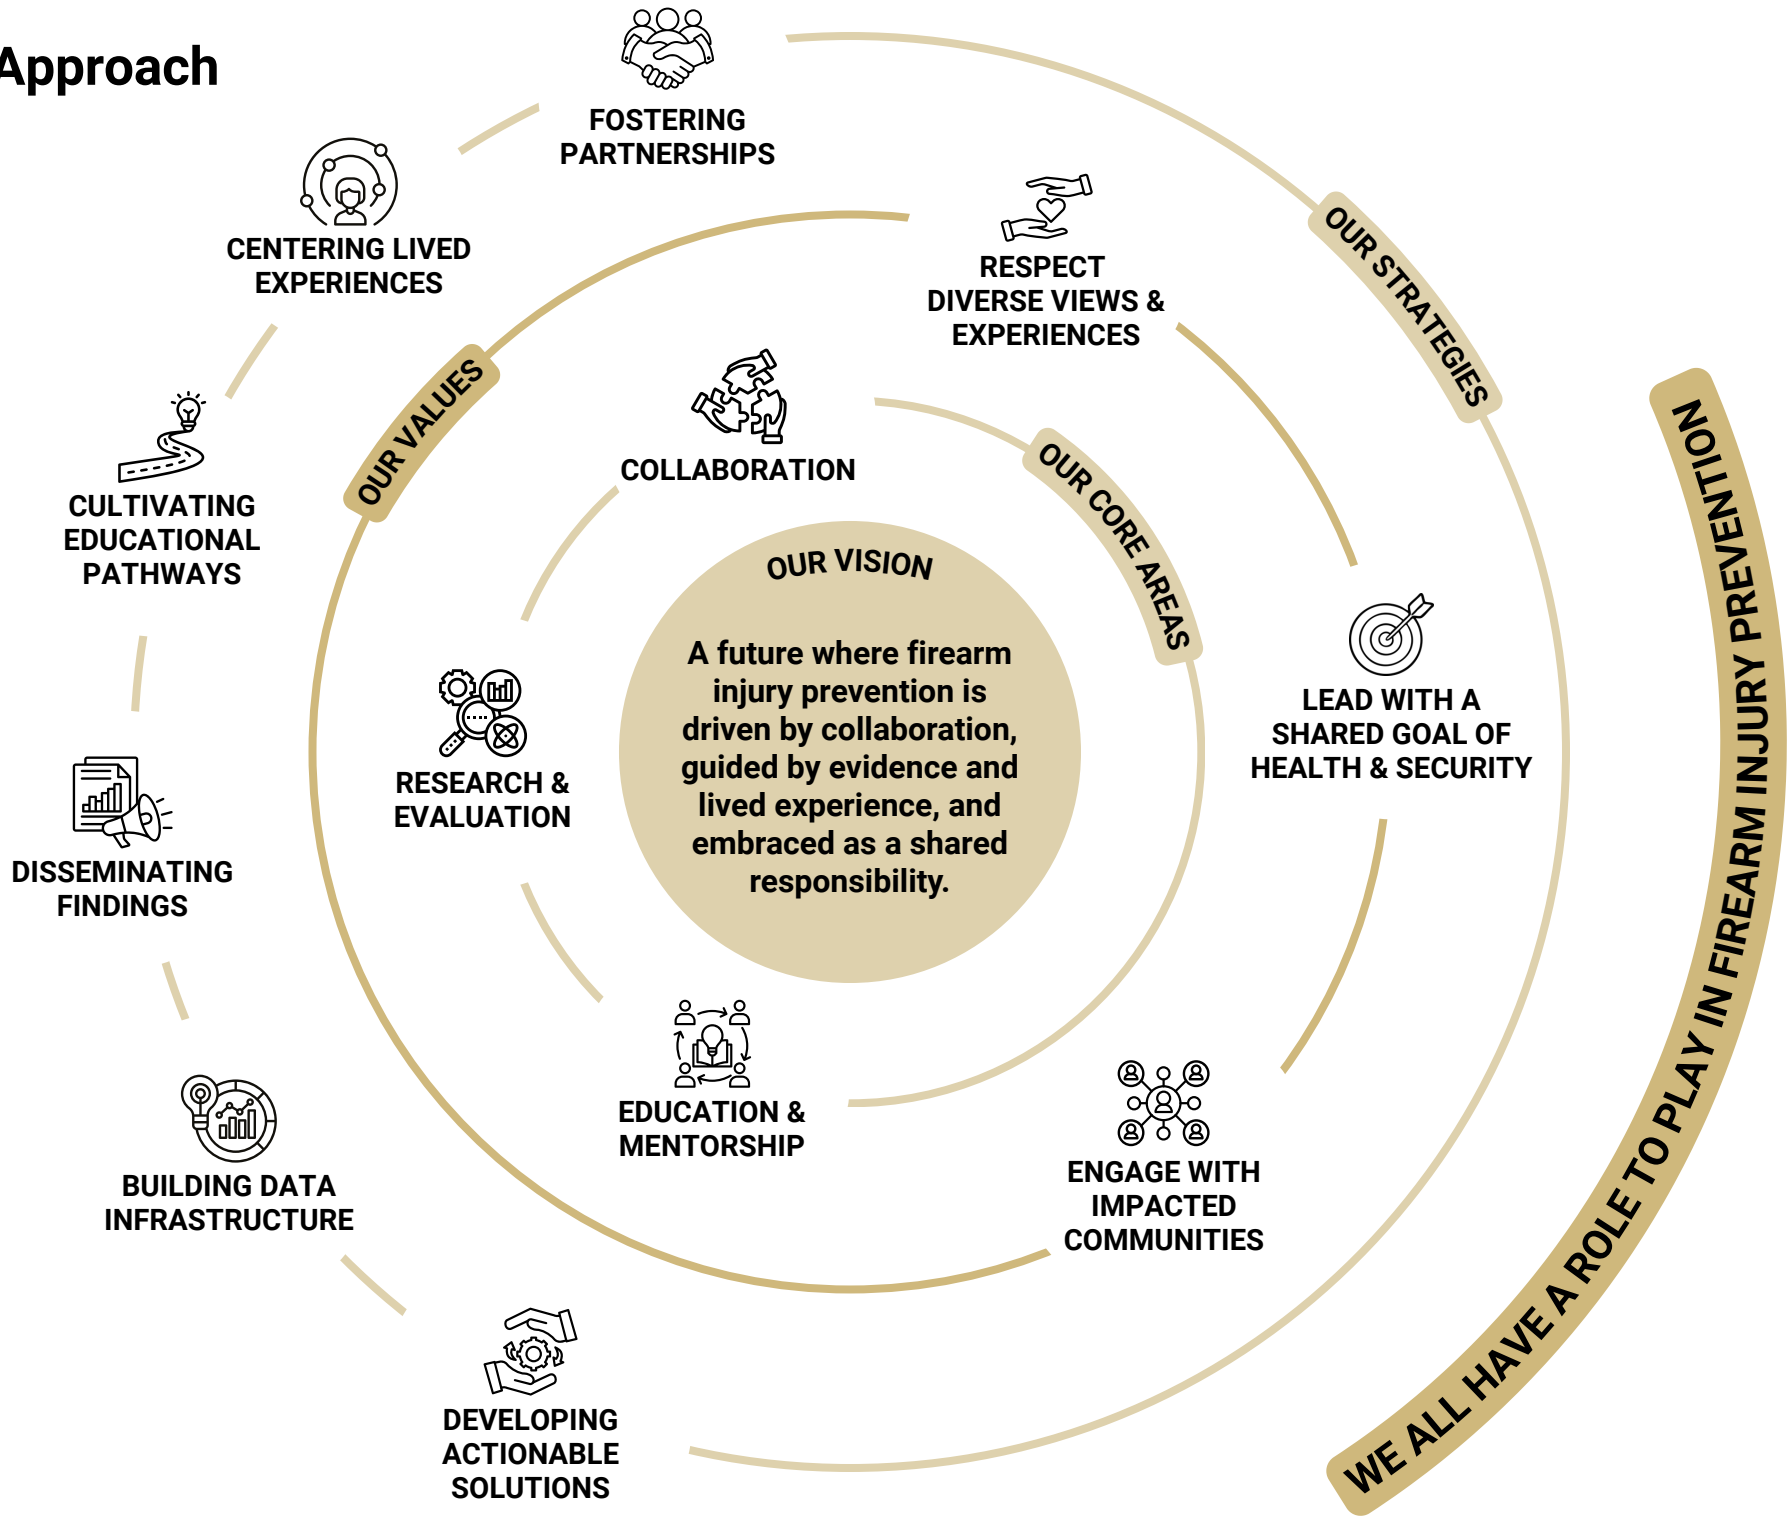 Approach
FOSTERING
PARTNERSHIPS
CENTERING LIVED
EXPERIENCES
CULTIVATING
EDUCATIONAL
PATHWAYS
DISSEMINATING
FINDINGS
BUILDING DATA
INFRASTRUCTURE
DEVELOPING
ACTIONABLE
SOLUTIONS
OUR STRATEGIES
OUR VALUES
RESPECT
DIVERSE VIEWS &
EXPERIENCES
LEAD WITH A
SHARED GOAL OF
HEALTH & SECURITY
ENGAGE WITH
IMPACTED
COMMUNITIES
OUR CORE AREAS
COLLABORATION
RESEARCH &
EVALUATION
EDUCATION &
MENTORSHIP
OUR VISION
A future where firearm
injury prevention is
driven by collaboration,
guided by evidence and
lived experience, and
embraced as a shared
responsibility.
WE ALL HAVE A ROLE TO PLAY IN FIREARM INJURY PREVENTION